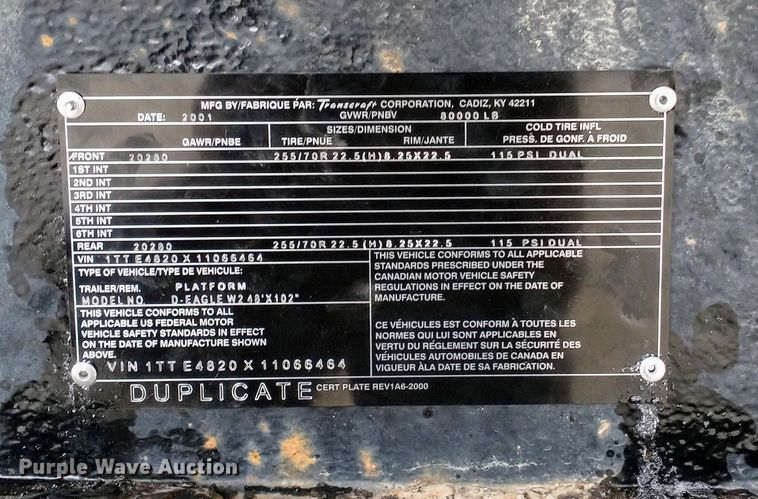 MFG BY/FABRIQUE PAR: Transcraft CORPORATION, CADIZ, KY 42211
DATE: 2001 GVWR/PNBV 80000 LB
GAWR/PNBE SIZES/DIMENSION TIRE/PNUE RIM/JANTE COLD TIRE INFL PRESS. DE GONF. À FROID
FRONT 20280 255/70R 22.5 (H) 8.25X22.5 115 PSI DUAL
1ST INT
2ND INT
3RD INT
4TH INT
5TH INT
6TH INT
REAR 20280 255/70R 22.5 (H) 8.25X22.5 115 PSI DUAL
VIN 1TT E4820 X 11066464
TYPE OF VEHICLE/TYPE DE VEHICULE:
TRAILER/REM. PLATFORM
MODEL NO. D-EAGLE W2 48'X102"
THIS VEHICLE CONFORMS TO ALL
APPLICABLE US FEDERAL MOTOR
VEHICLE SAFETY STANDARDS IN EFFECT
ON THE DATE OF MANUFACTURE SHOWN
ABOVE.
VIN 1TT E4820 X 11066464
THIS VEHICLE CONFORMS TO ALL APPLICABLE
STANDARDS PRESCRIBED UNDER THE
CANADIAN MOTOR VEHICLE SAFETY
REGULATIONS IN EFFECT ON THE DATE OF
MANUFACTURE.
CE VÉHICULES EST CONFORM À TOUTES LES
NORMES QUI LUI SONT APPLICABLES EN
VERTU DU RÉGLEMENT SUR LA SÉCURITÉ DES
VÉHICULES AUTOMOBILES DE CANADA EN
VIGUEUR ÀLA DATE DE SA FABRICATION.
DUPLICATE CERT PLATE REV1A6-2000
Purple Wave Auction